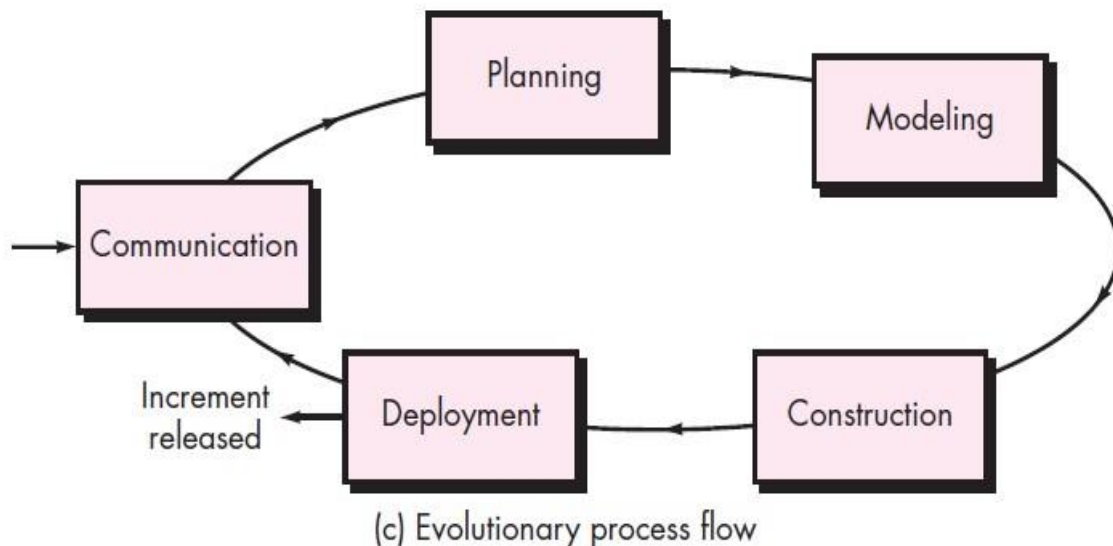 Planning
Modeling
Communication
Increment
released
Deployment
Construction
(c) Evolutionary process flow